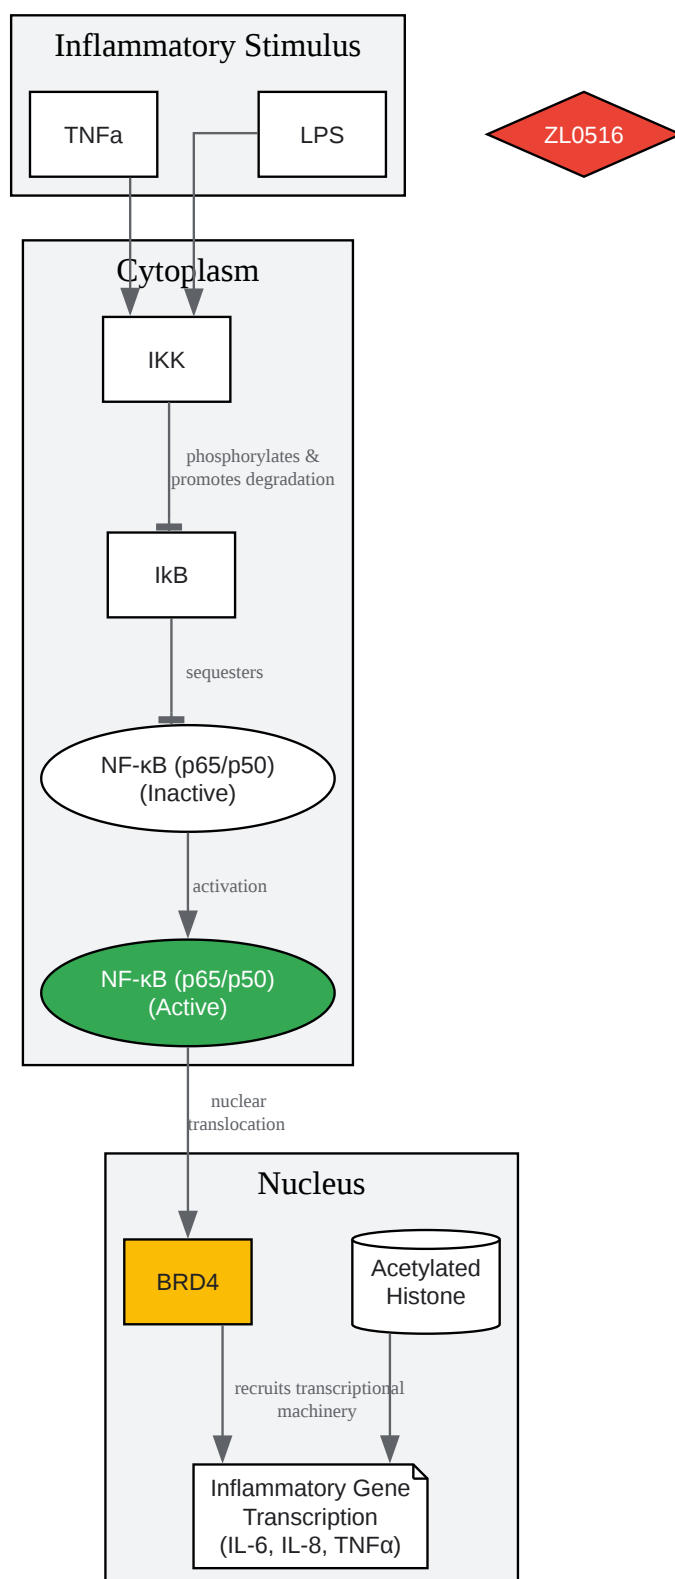 Inflammatory Stimulus
TNFa
LPS
ZL0516
Cytoplasm
IKK
phosphorylates &
promotes degradation
IkB
sequesters
NF-κB (p65/p50)
(Inactive)
activation
NF-κB (p65/p50)
(Active)
nuclear
translocation
Nucleus
BRD4
Acetylated
Histone
recruits transcriptional
machinery
Inflammatory Gene
Transcription
(IL-6, IL-8, TNFα)